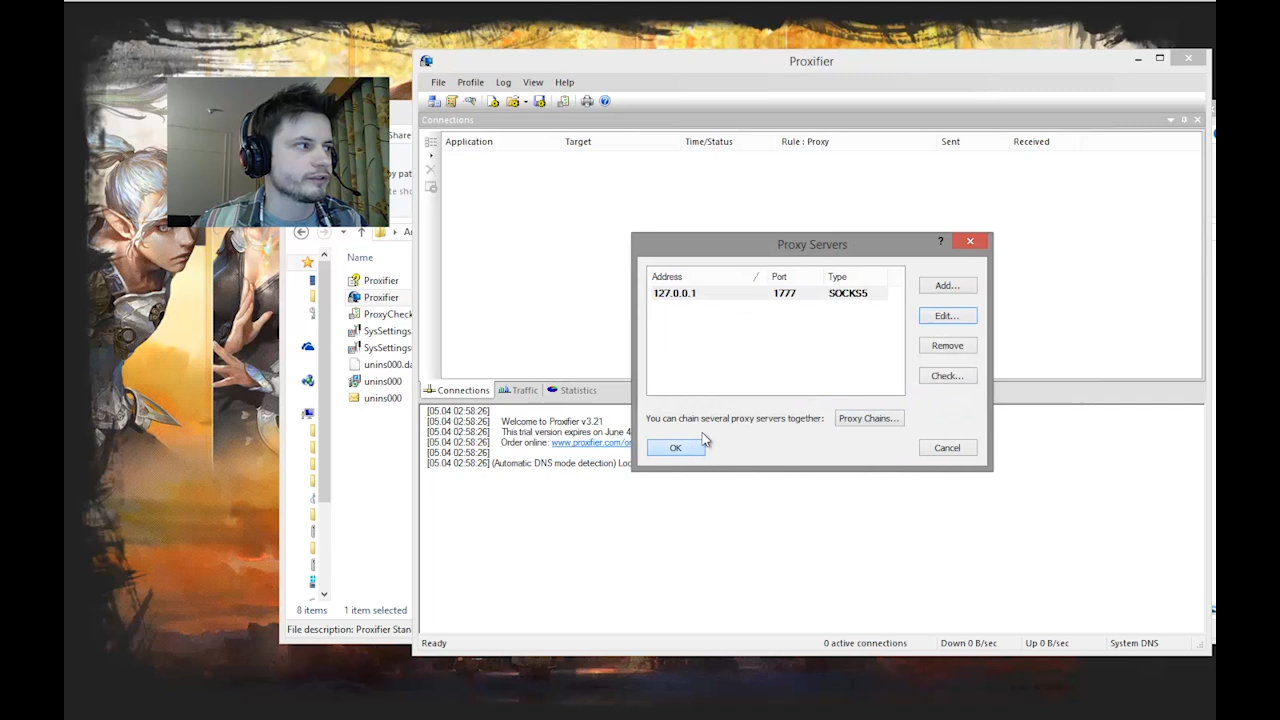 Proxifier
File Profile Log View Help
Connections
Application Target Time/Status Rule : Proxy Sent Received
Share
by pat
te sho
Name
Proxifier
Proxifier
ProxyCheck
SysSettings
SysSettings
unins000.da
unins000
unins000
8 items 1 item selected
File description: Proxifier Stan
Proxy Servers
Address Port Type
127.0.0.1 1777 SOCKS5
Add...
Edit...
Remove
Check...
You can chain several proxy servers together: Proxy Chains...
OK Cancel
Connections Traffic Statistics
[05.04 02:58:26]
[05.04 02:58:26] Welcome to Proxifier v3.21
[05.04 02:58:26] This trial version expires on June 4
[05.04 02:58:26] Order online: www.proxifier.com/or
[05.04 02:58:26]
[05.04 02:58:26] (Automatic DNS mode detection) Loc
Ready 0 active connections Down 0 B/sec Up 0 B/sec System DNS